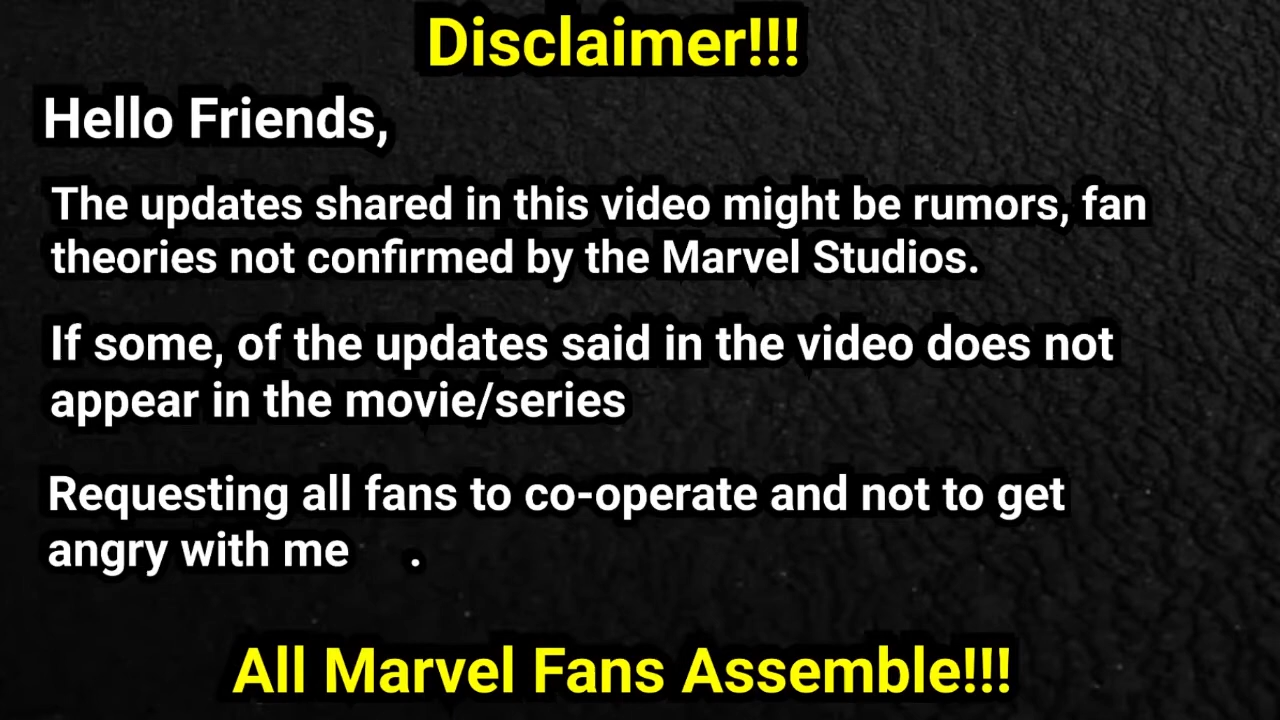 Disclaimer!!!
Hello Friends,
The updates shared in this video might be rumors, fan
theories not confirmed by the Marvel Studios.
If some, of the updates said in the video does not
appear in the movie/series
Requesting all fans to co-operate and not to get
angry with me .
All Marvel Fans Assemble!!!